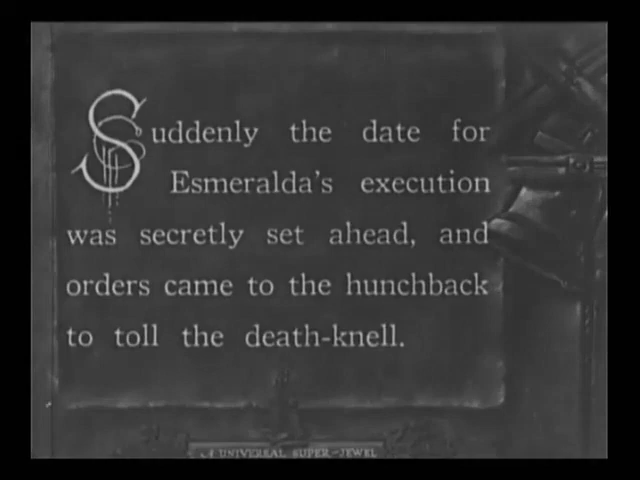 Suddenly the date for
Esmeralda's execution
was secretly set ahead, and
orders came to the hunchback
to toll the death-knell.
A UNIVERSAL SUPER-JEWEL